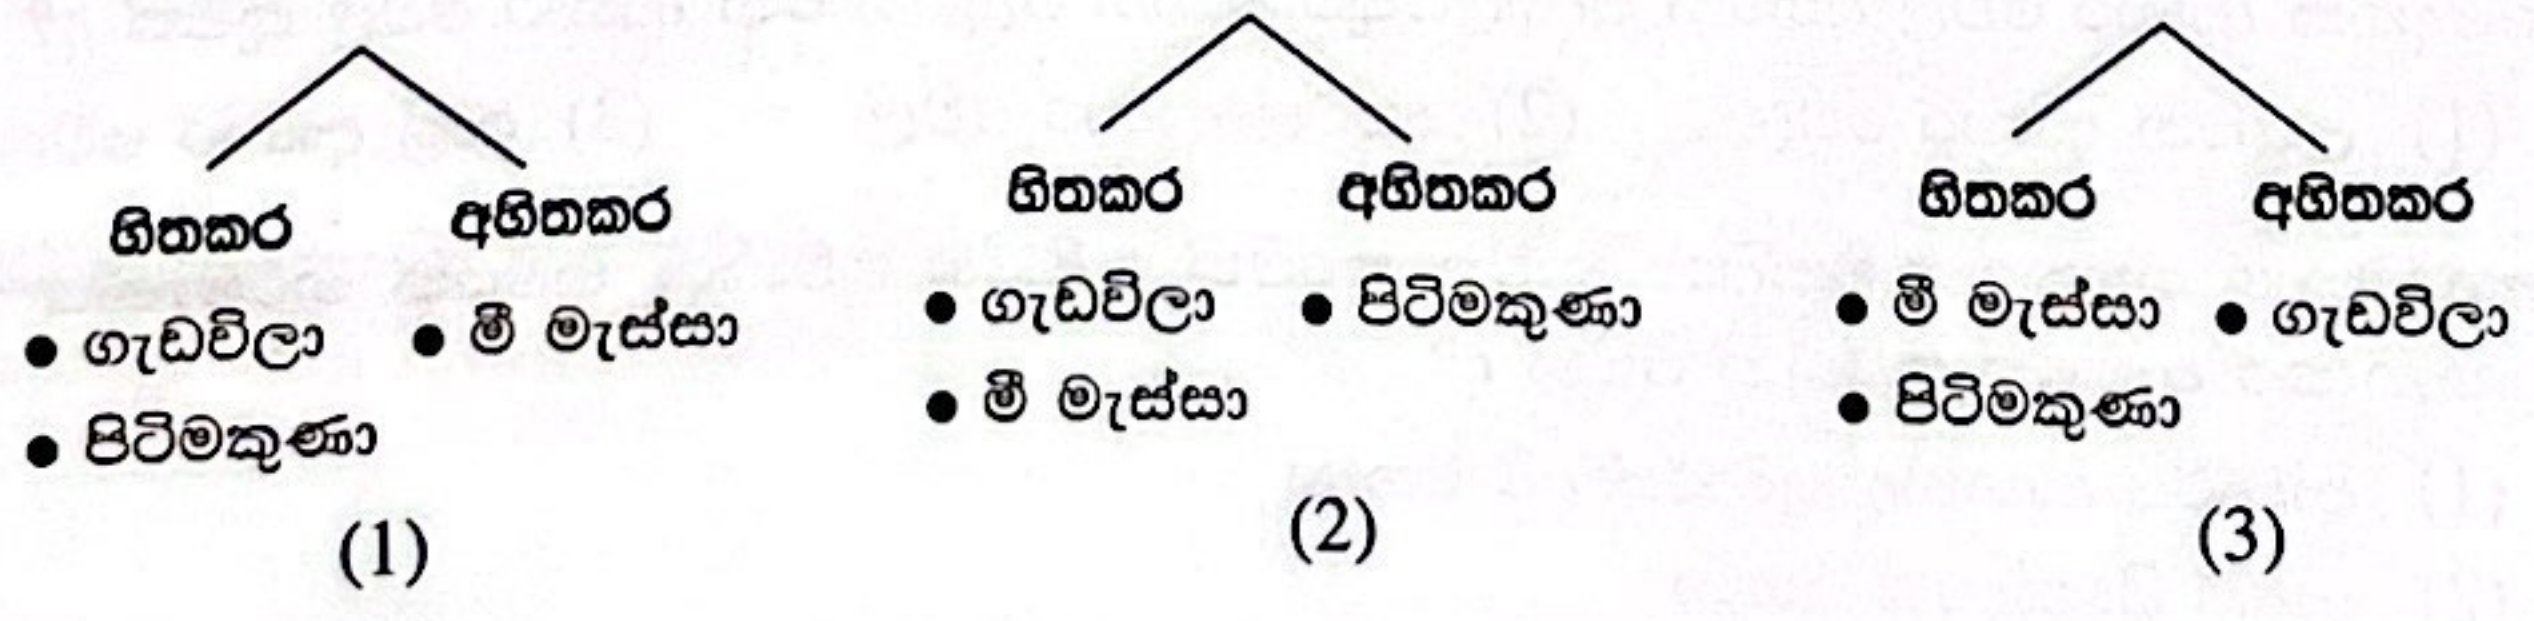 හිතකර අහිතකර
• ගැඩවිලා • මී මැස්සා
• පිටිමකුණා
(1)
හිතකර අහිතකර
• ගැඩවිලා • පිටිමකුණා
• මී මැස්සා
(2)
හිතකර අහිතකර
• මී මැස්සා • ගැඩවිලා
• පිටිමකුණා
(3)